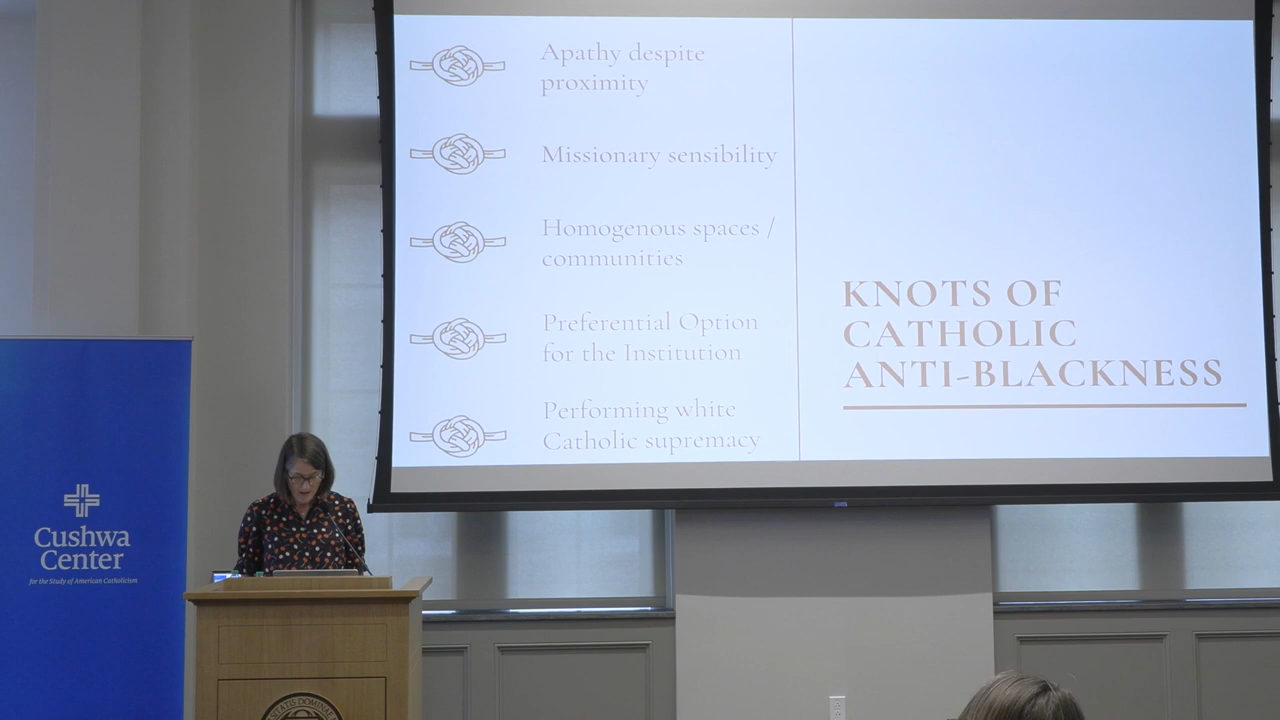 Apathy despite
proximity
Missionary sensibility
Homogenous spaces /
communities
Preferential Option
for the Institution
Performing white
Catholic supremacy
KNOTS OF
CATHOLIC
ANTI-BLACKNESS
Cushwa
Center
for the Study of American Catholicism